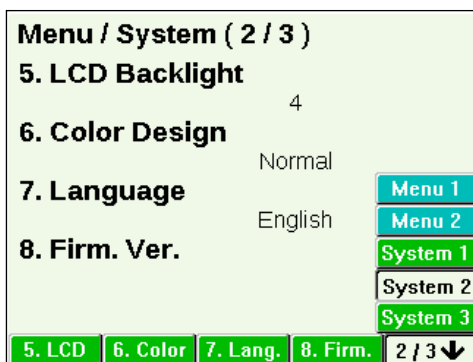 Menu / System ( 2 / 3 )
5. LCD Backlight
4
6. Color Design
Normal
7. Language
English
8. Firm. Ver.
Menu 1
Menu 2
System 1
System 2
System 3
5. LCD 6. Color 7. Lang. 8. Firm. 2 / 3 ↓